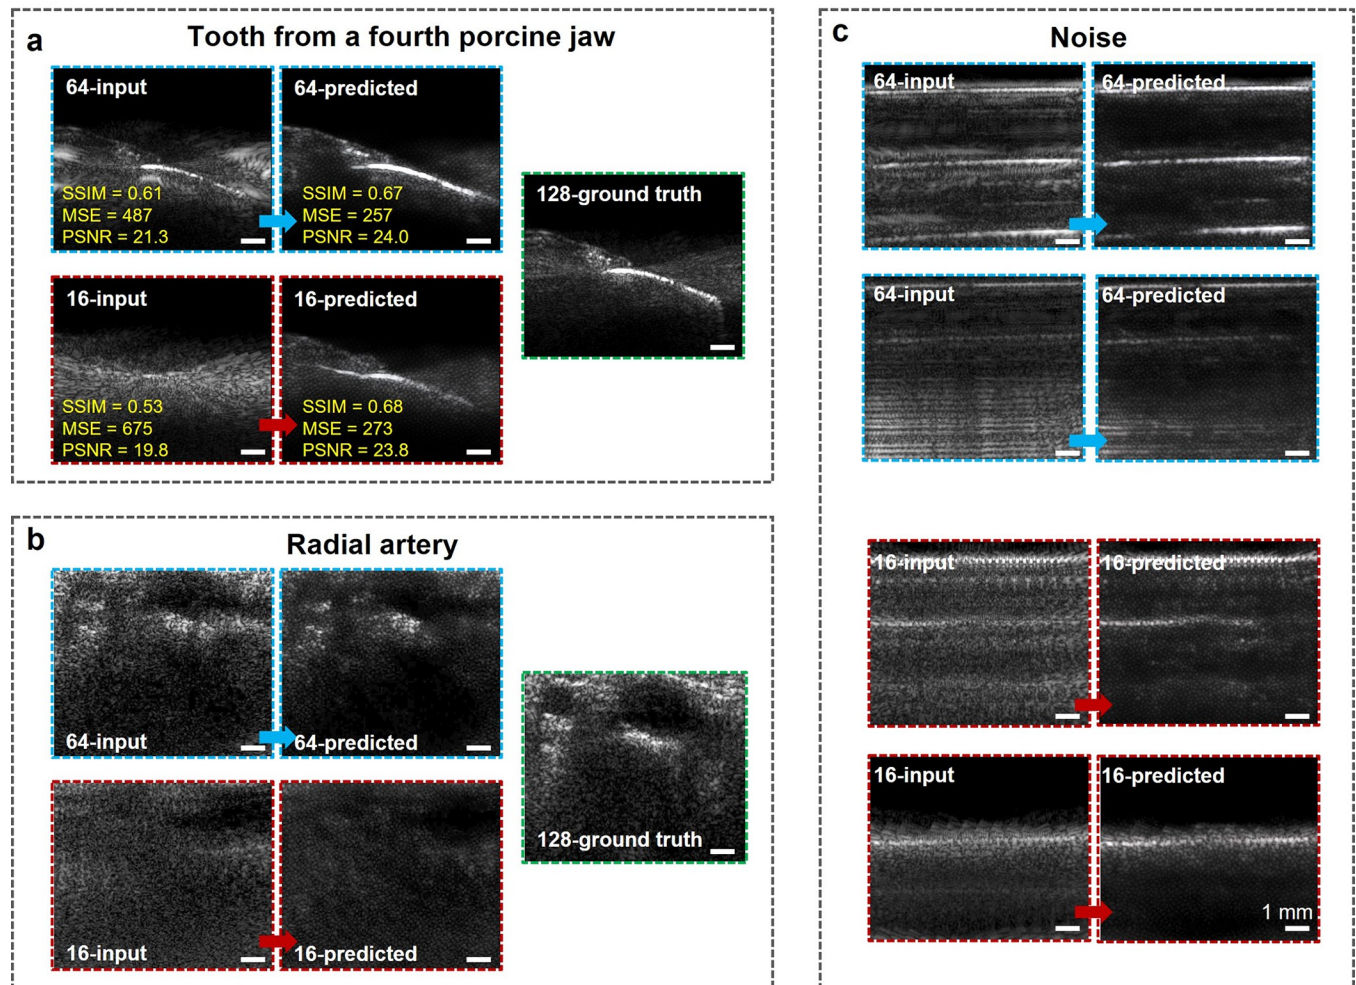 a
Tooth from a fourth porcine jaw
64-input
SSIM = 0.61
MSE = 487
PSNR = 21.3
64-predicted
SSIM = 0.67
MSE = 257
PSNR = 24.0
128-ground truth
16-input
SSIM = 0.53
MSE = 675
PSNR = 19.8
16-predicted
SSIM = 0.68
MSE = 273
PSNR = 23.8
b
Radial artery
64-input
64-predicted
128-ground truth
16-input
16-predicted
c
Noise
64-input
64-predicted
64-input
64-predicted
16-input
16-predicted
16-input
16-predicted
1 mm